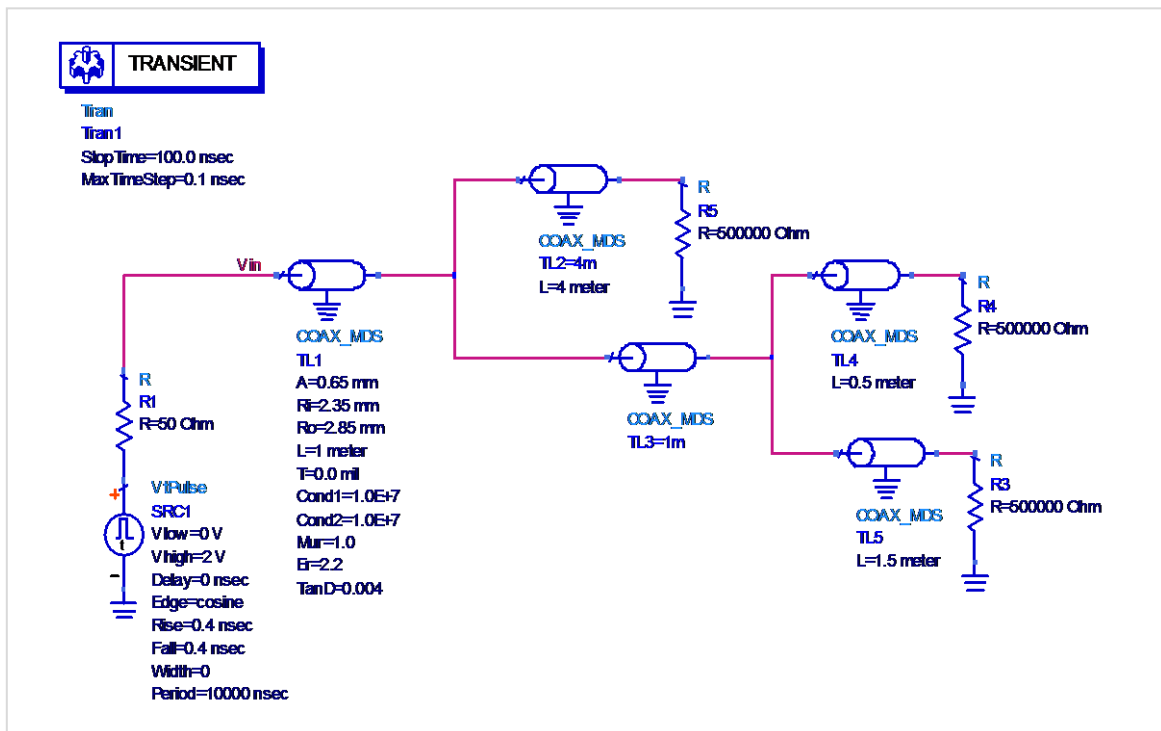 TRANSIENT
Tran
Tran1
StopTime=100.0 nsec
MaxTimeStep=0.1 nsec
R
R5
R=500000 Ohm
COAX_MDS
TL2=4m
L=4 meter
Vin
COAX_MDS
TL1
A=0.65 mm
Ri=2.35 mm
Ro=2.85 mm
L=1 meter
T=0.0 mil
Cond1=1.0E+7
Cond2=1.0E+7
Mur=1.0
Er=2.2
TanD=0.004
R
R4
R=500000 Ohm
COAX_MDS
TL4
L=0.5 meter
COAX_MDS
TL3=1m
R
R1
R=50 Ohm
R
R3
R=500000 Ohm
COAX_MDS
TL5
L=1.5 meter
+
t
-
VtPulse
SRC1
Vlow=0 V
Vhigh=2 V
Delay=0 nsec
Edge=cosine
Rise=0.4 nsec
Fall=0.4 nsec
Width=0
Period=10000 nsec